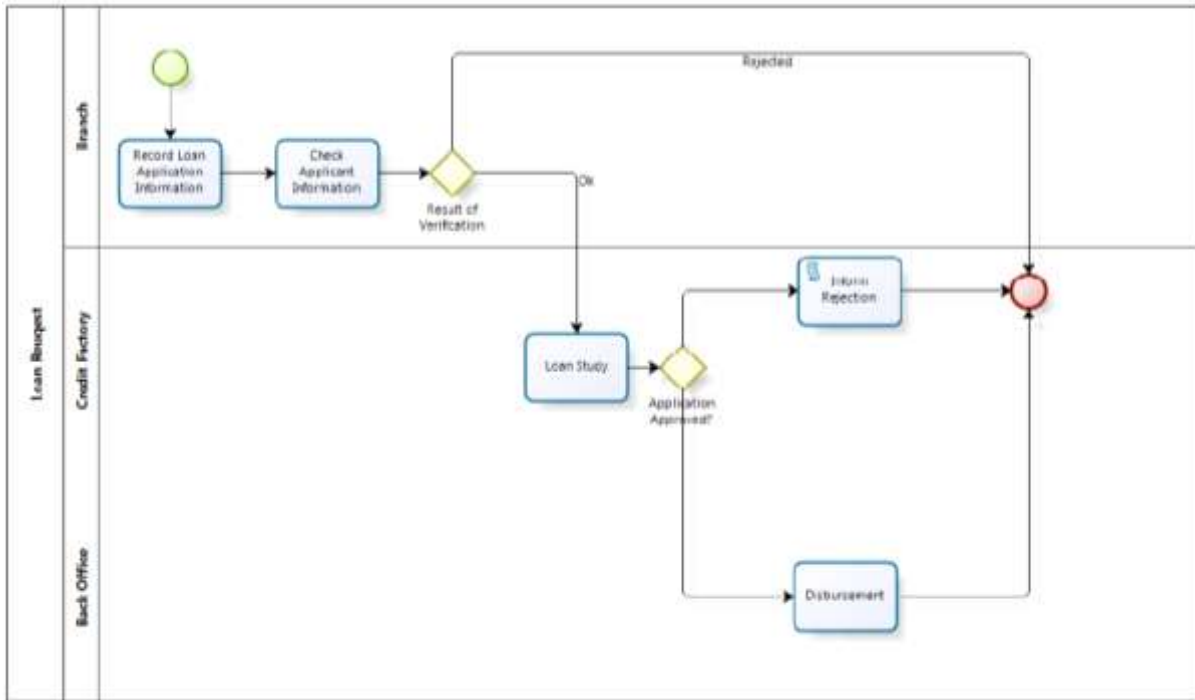 Loan Reuqest
Branch
Credit Factory
Back Office
Record Loan
Application
Information
Check
Applicant
Information
Result of
Verification
Rejected
Ok
Loan Study
Application
Approved?
Inform
Rejection
Disbursement